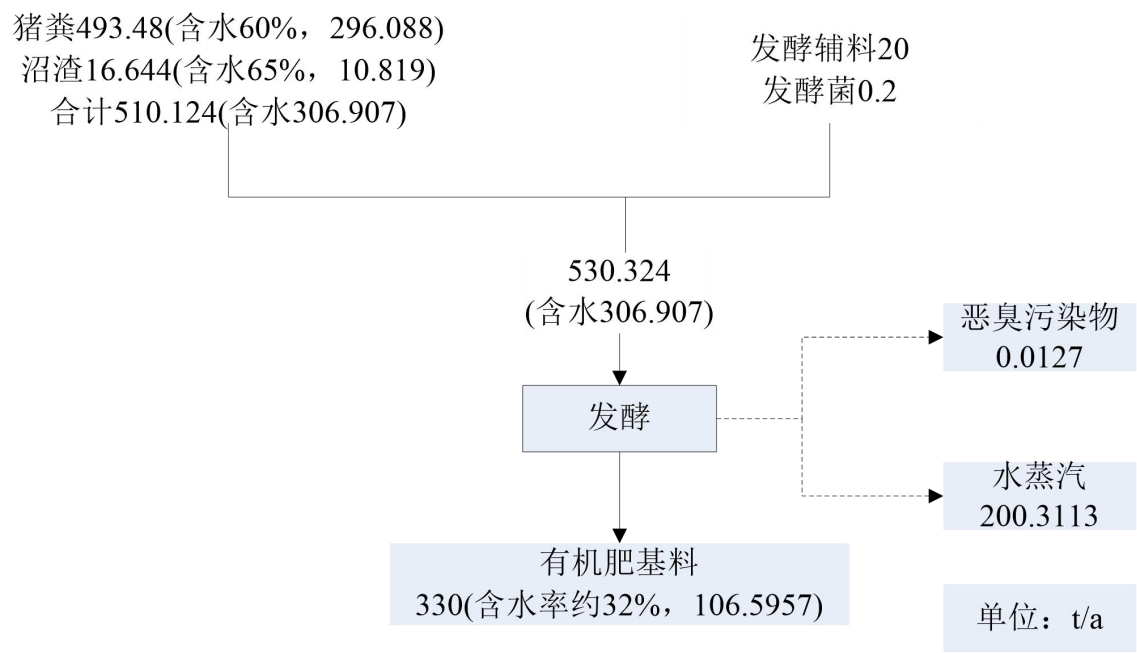 猪粪493.48(含水60%，296.088)
沼渣16.644(含水65%，10.819)
合计510.124(含水306.907)
发酵辅料20
发酵菌0.2
530.324
(含水306.907)
恶臭污染物
0.0127
发酵
水蒸汽
200.3113
有机肥基料
330(含水率约32%，106.5957)
单位：t/a